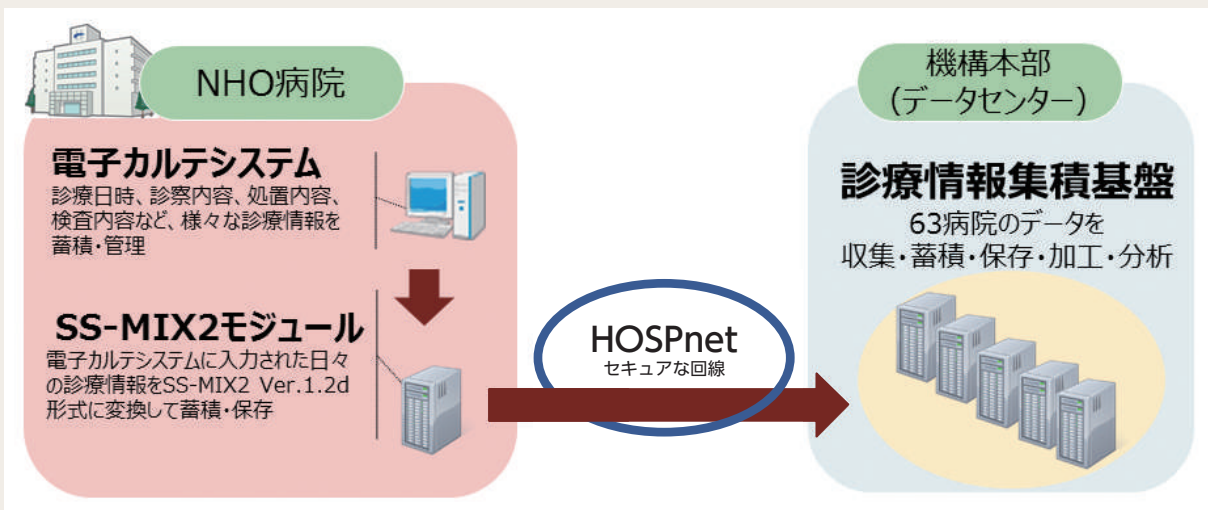 NHO病院
電子カルテシステム
診療日時、診察内容、処置内容、
検査内容など、様々な診療情報を
蓄積・管理
SS-MIX2モジュール
電子カルテシステムに入力された日々
の診療情報をSS-MIX2 Ver.1.2d
形式に変換して蓄積・保存
HOSPnet
セキュアな回線
機構本部
(データセンター)
診療情報集積基盤
63病院のデータを
収集・蓄積・保存・加工・分析